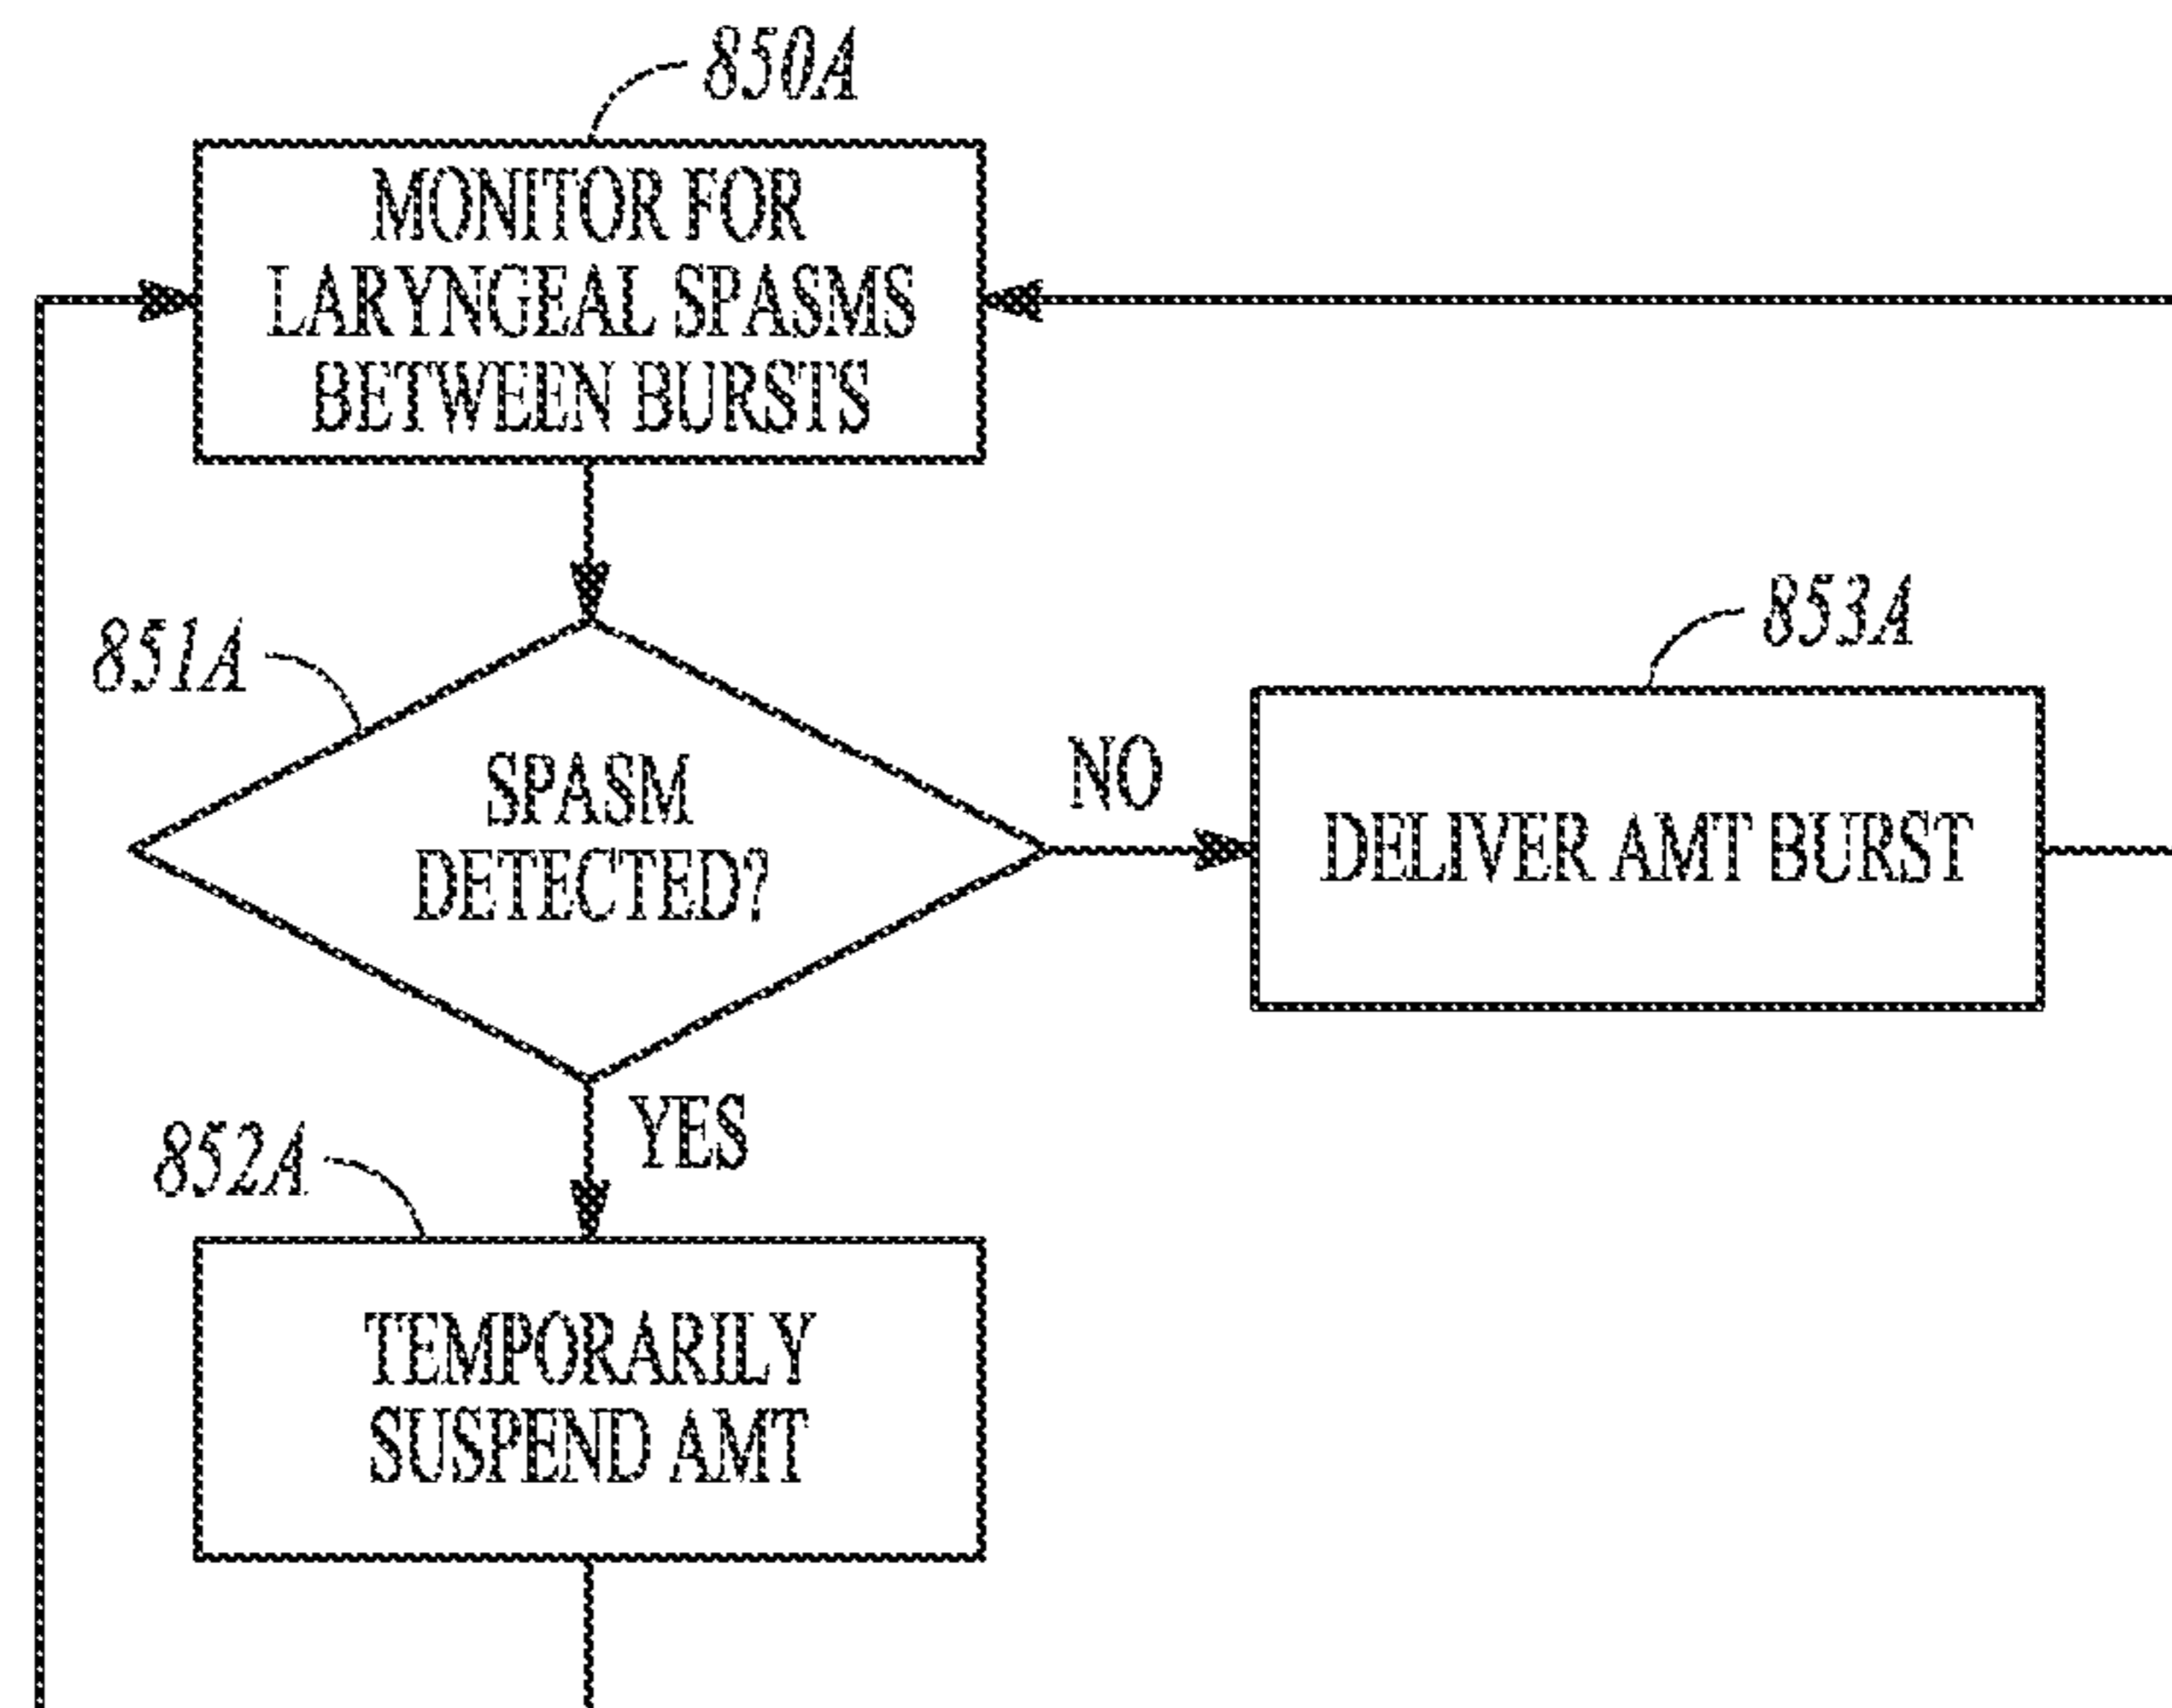 850A
MONITOR FOR
LARYNGEAL SPASMS
BETWEEN BURSTS
851A
SPASM
DETECTED?
NO
853A
DELIVER AMT BURST
YES
852A
TEMPORARILY
SUSPEND AMT